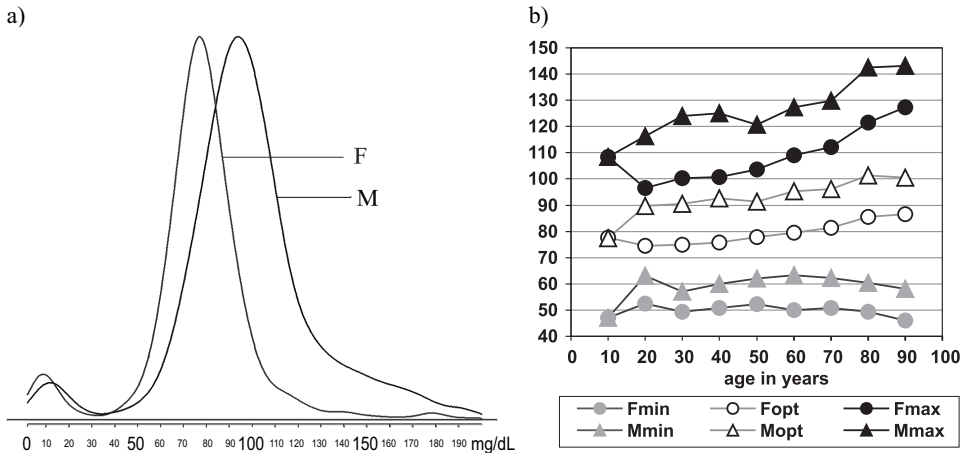 a)
F
M
0 10 20 30 40 50 60 70 80 90 100 110 120 130 140 150 160 170 180 190 mg/dL
b)
150
140
130
120
110
100
90
80
70
60
50
40
0 10 20 30 40 50 60 70 80 90 100
age in years
Fmin Fopt Fmax
Mmin Mopt Mmax